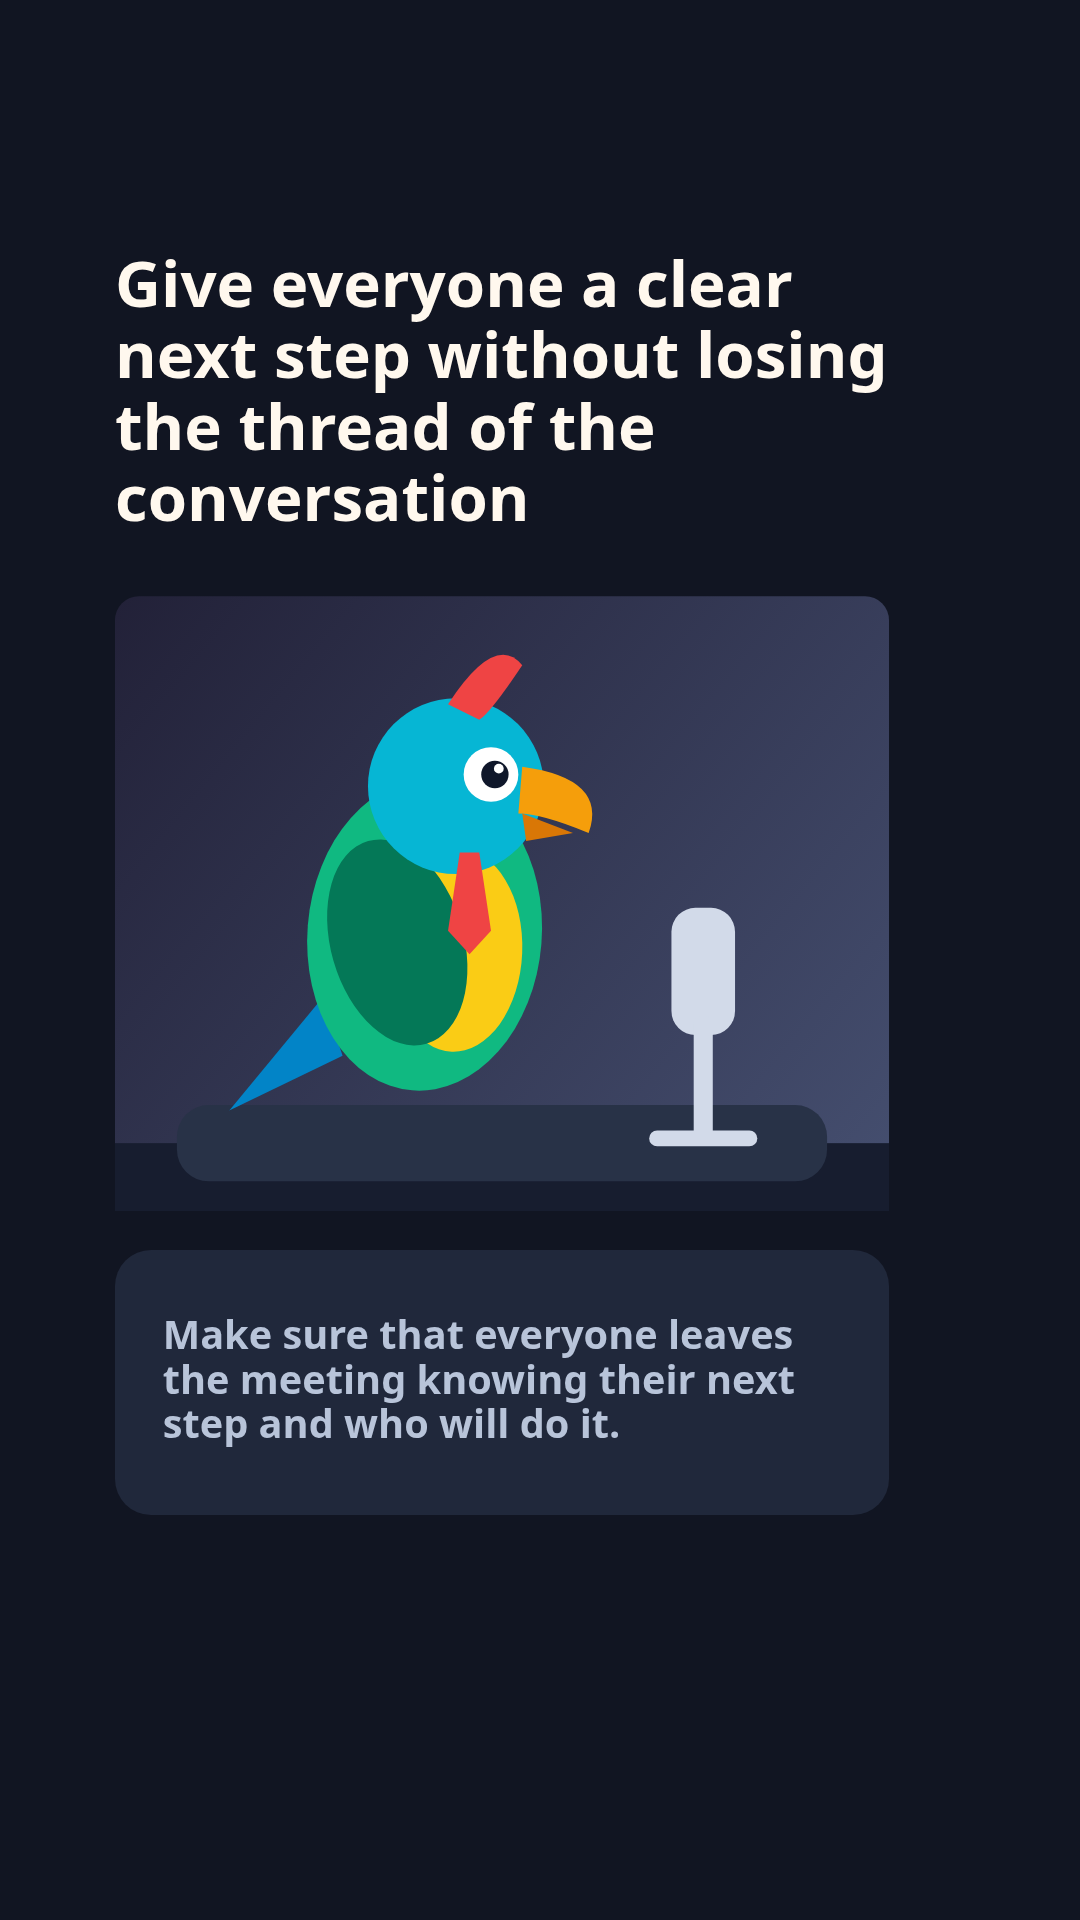 Give everyone a clear
next step without losing
the thread of the
conversation
Make sure that everyone leaves
the meeting knowing their next
step and who will do it.